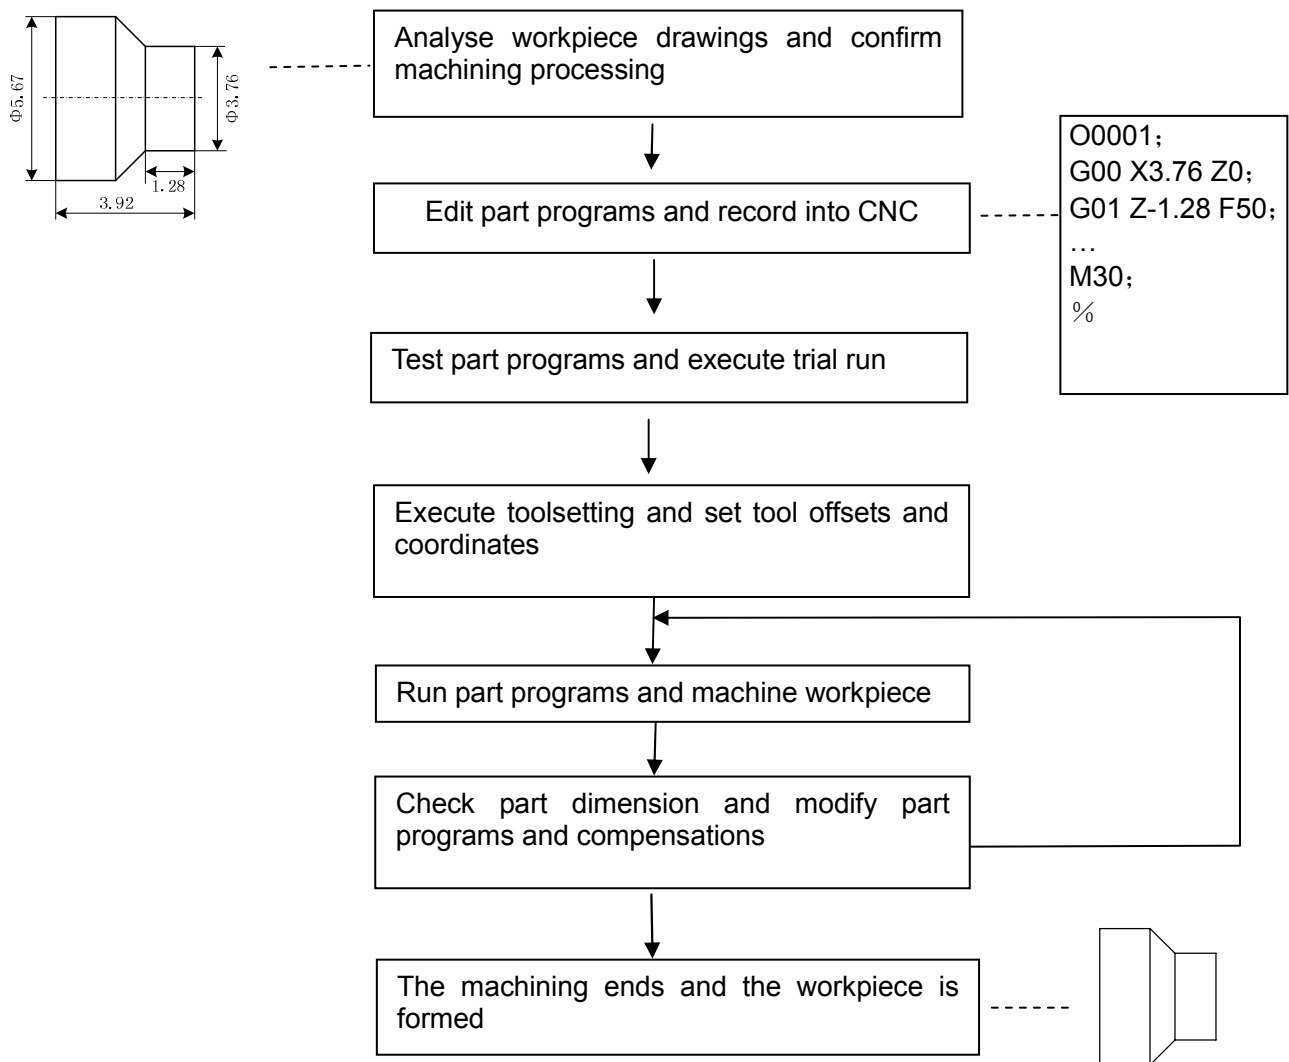 Analyse workpiece drawings and confirm
machining processing
Φ5.67
Φ3.76
1.28
3.92
O0001；
G00 X3.76 Z0；
G01 Z-1.28 F50；
…
M30；
％
Edit part programs and record into CNC
Test part programs and execute trial run
Execute toolsetting and set tool offsets and
coordinates
Run part programs and machine workpiece
Check part dimension and modify part
programs and compensations
The machining ends and the workpiece is
formed